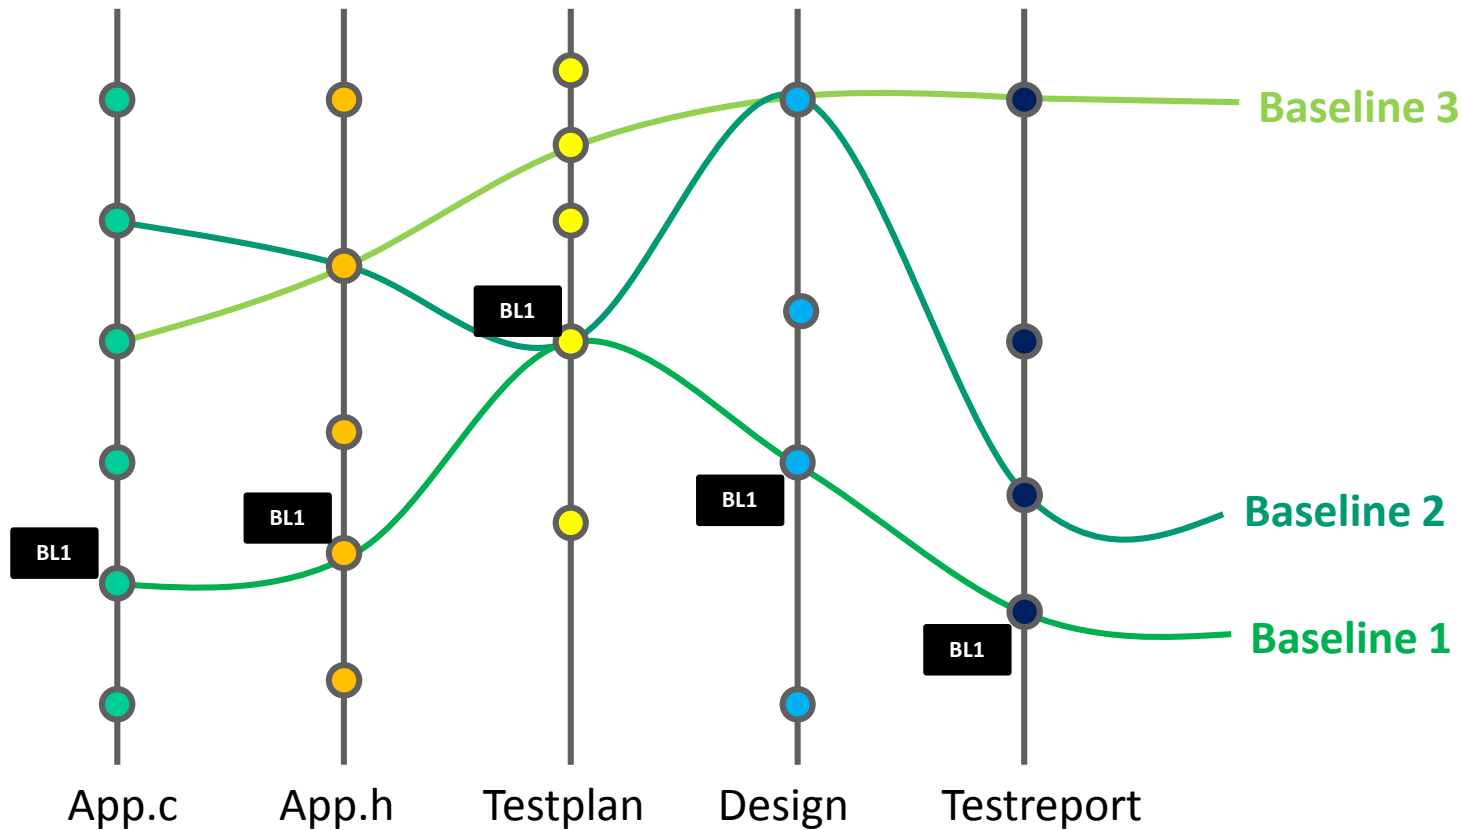 Baseline 3
BL1
BL1
BL1
Baseline 2
BL1
BL1
Baseline 1
App.c
App.h
Testplan
Design
Testreport